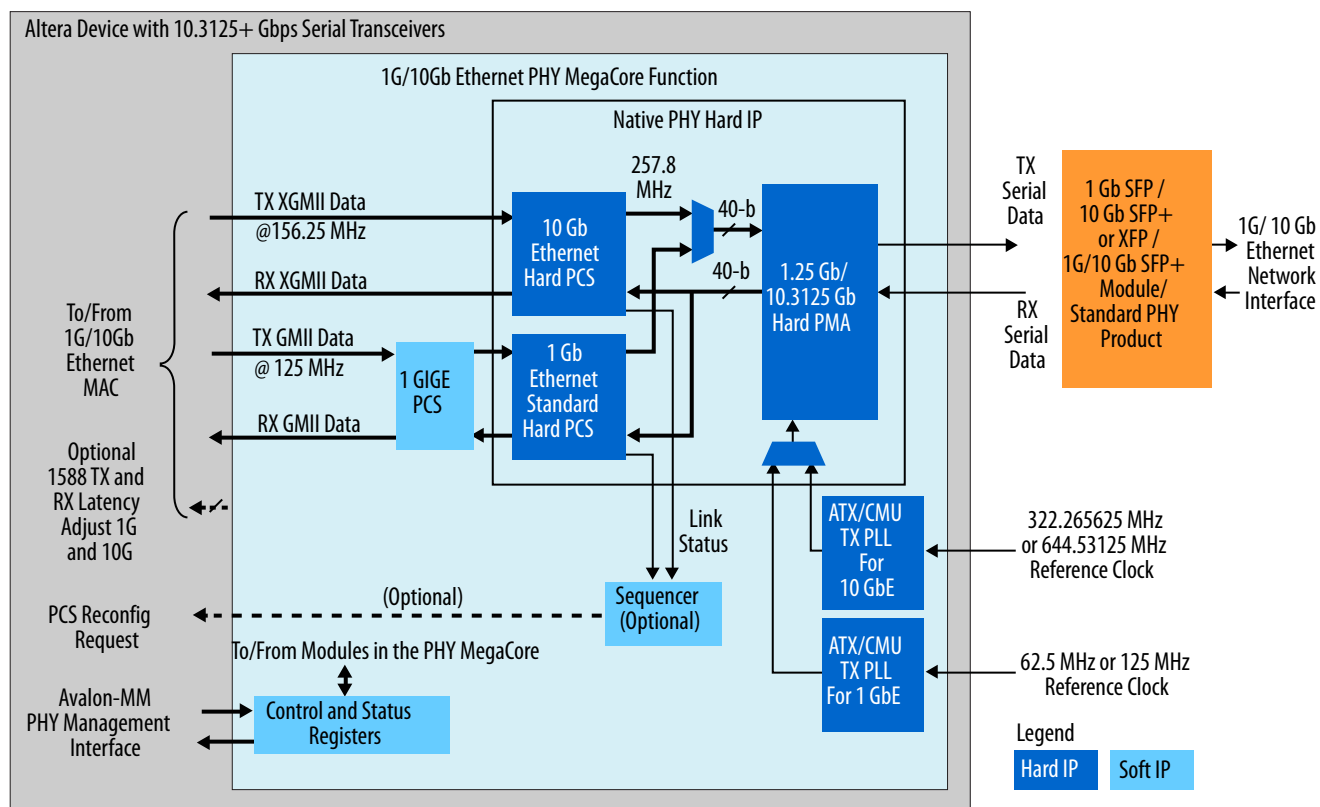 Altera Device with 10.3125+ Gbps Serial Transceivers
1G/10Gb Ethernet PHY MegaCore Function
Native PHY Hard IP
257.8
MHz
TX XGMII Data
@156.25 MHz
RX XGMII Data
10 Gb
Ethernet
Hard PCS
40-b
40-b
1.25 Gb/
10.3125 Gb
Hard PMA
TX
Serial
Data
RX
Serial
Data
1 Gb SFP /
10 Gb SFP+
or XFP /
1G/10 Gb SFP+
Module/
Standard PHY
Product
1G/ 10 Gb
Ethernet
Network
Interface
To/From
1G/10Gb
Ethernet
MAC
TX GMII Data
@ 125 MHz
RX GMII Data
1 GIGE
PCS
1 Gb
Ethernet
Standard
Hard PCS
Optional
1588 TX and
RX Latency
Adjust 1G
and 10G
Link
Status
ATX/CMU
TX PLL
For
10 GbE
322.265625 MHz
or 644.53125 MHz
Reference Clock
PCS Reconfig
Request
(Optional)
Sequencer
(Optional)
ATX/CMU
TX PLL
For 1 GbE
62.5 MHz or 125 MHz
Reference Clock
To/From Modules in the PHY MegaCore
Avalon-MM
PHY Management
Interface
Control and Status
Registers
Legend
Hard IP
Soft IP